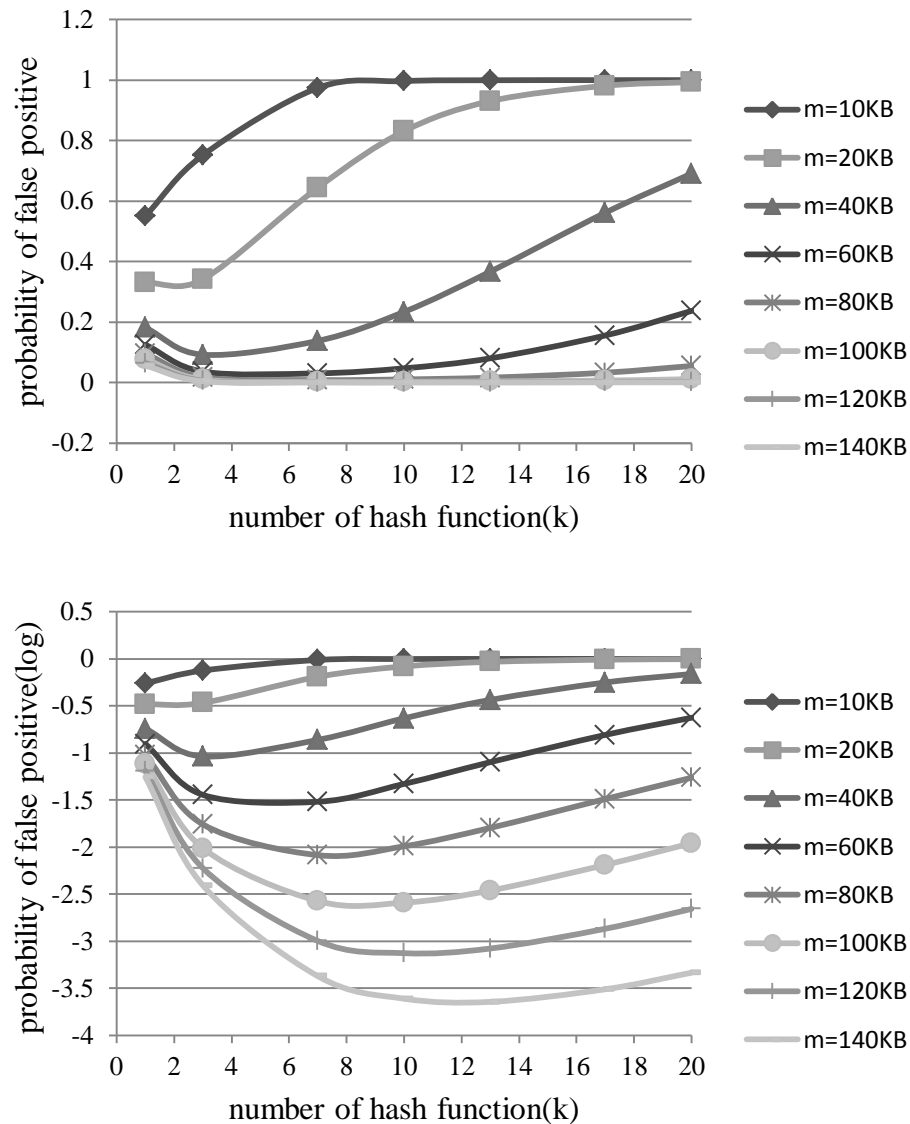 1.2
1
0.8
0.6
0.4
0.2
0
-0.2
probability of false positive
0 2 4 6 8 10 12 14 16 18 20
number of hash function(k)
m=10KB
m=20KB
m=40KB
m=60KB
m=80KB
m=100KB
m=120KB
m=140KB
0.5
0
-0.5
-1
-1.5
-2
-2.5
-3
-3.5
-4
probability of false positive(log)
0 2 4 6 8 10 12 14 16 18 20
number of hash function(k)
m=10KB
m=20KB
m=40KB
m=60KB
m=80KB
m=100KB
m=120KB
m=140KB